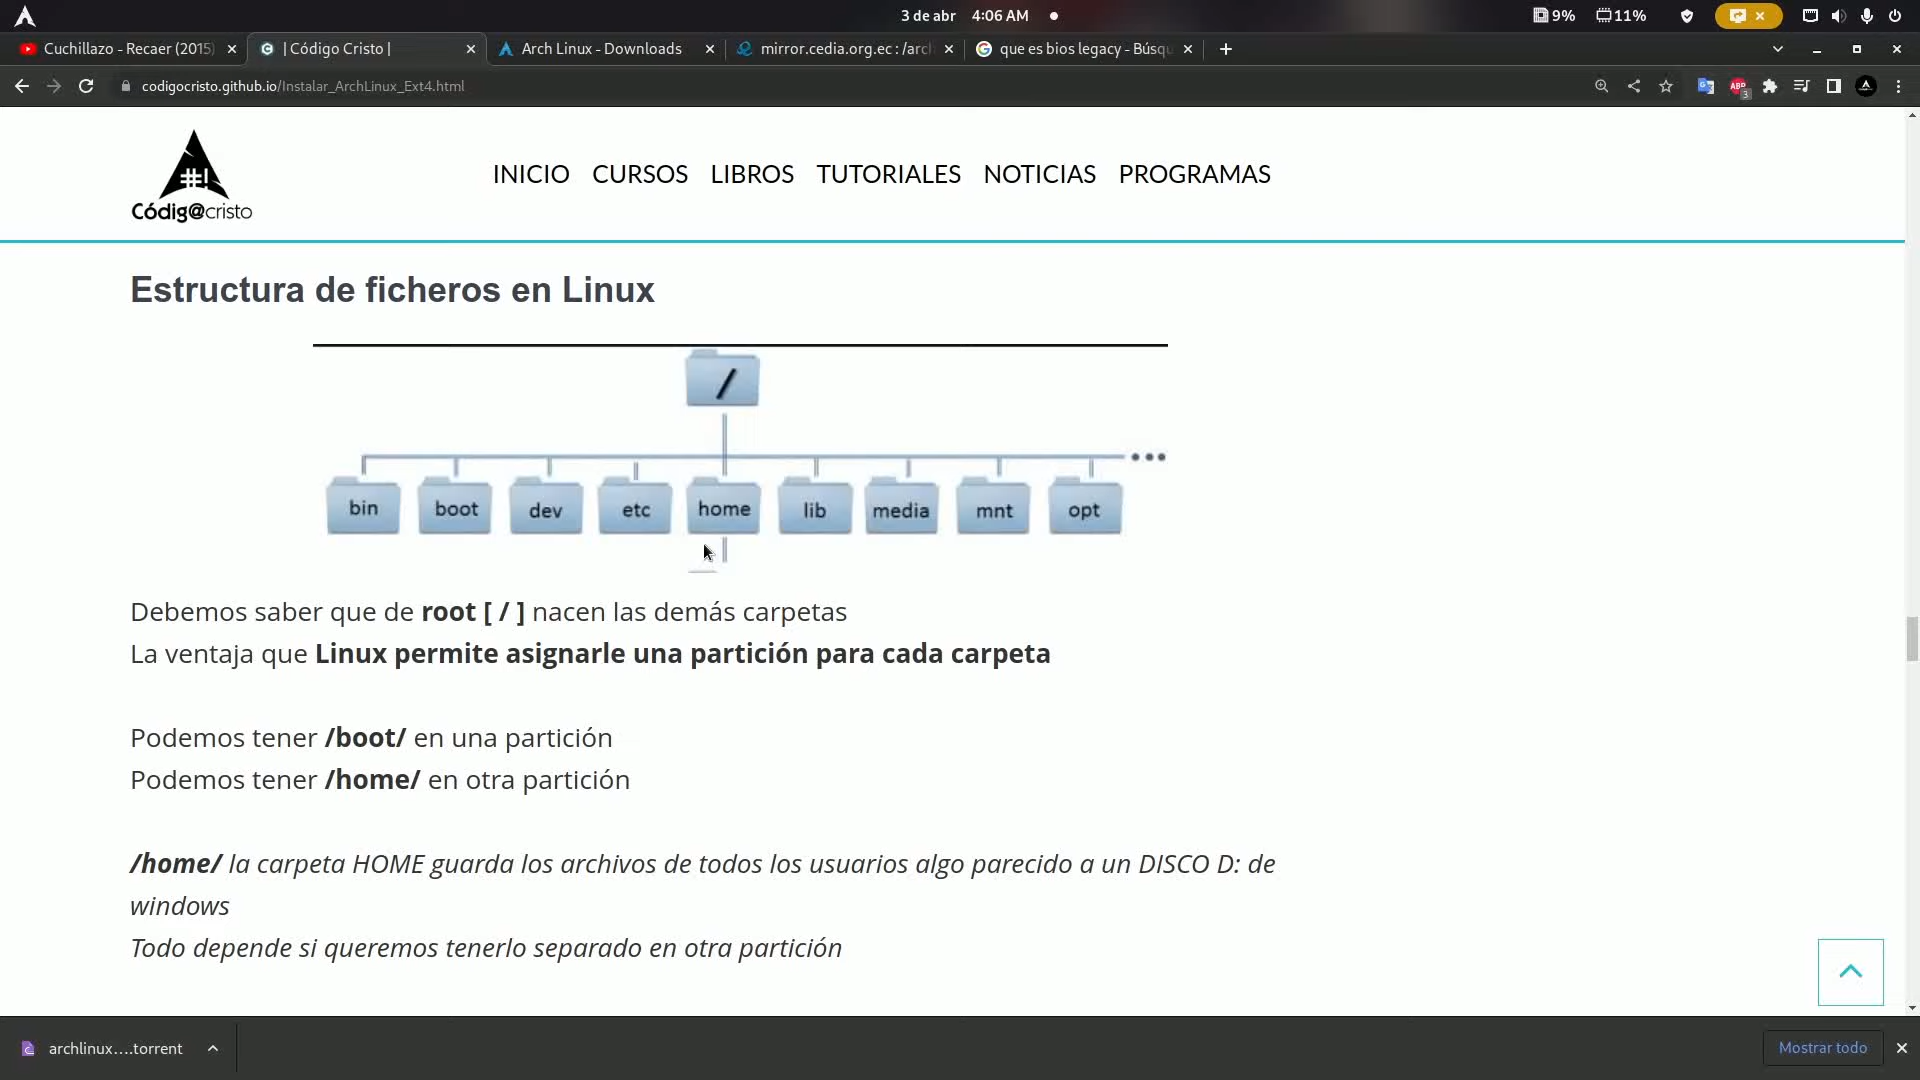 3 de abr 4:06 AM
9% 11%
Cuchillazo - Recaer (2015)
| Código Cristo |
Arch Linux - Downloads
mirror.cedia.org.ec : /arch
que es bios legacy - Búsqu
codigocristo.github.io/Instalar_ArchLinux_Ext4.html
ABP
3
#!
Códig@cristo
INICIO CURSOS LIBROS TUTORIALES NOTICIAS PROGRAMAS
Estructura de ficheros en Linux
/
bin boot dev etc home lib media mnt opt
Debemos saber que de root [ / ] nacen las demás carpetas
La ventaja que Linux permite asignarle una partición para cada carpeta
Podemos tener /boot/ en una partición
Podemos tener /home/ en otra partición
/home/ la carpeta HOME guarda los archivos de todos los usuarios algo parecido a un DISCO D: de
windows
Todo depende si queremos tenerlo separado en otra partición
archlinux....torrent
Mostrar todo